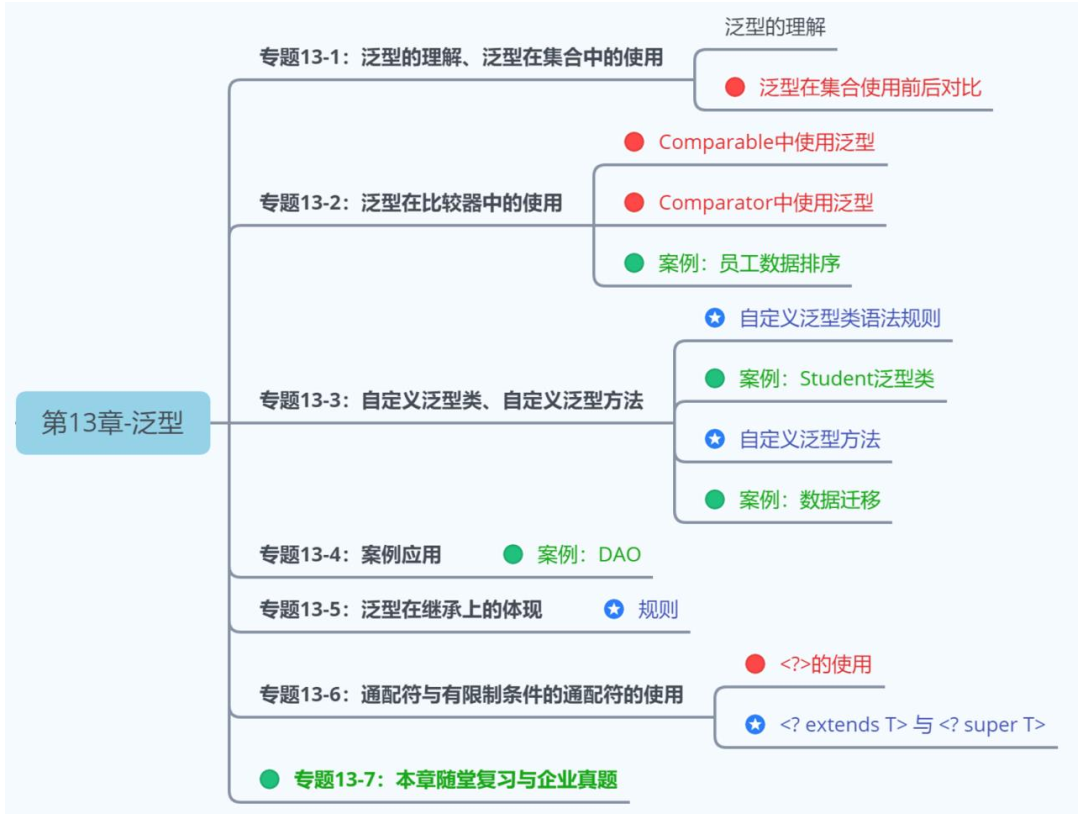 第13章-泛型
专题13-1：泛型的理解、泛型在集合中的使用
泛型的理解
泛型在集合使用前后对比
专题13-2：泛型在比较器中的使用
Comparable中使用泛型
Comparator中使用泛型
案例：员工数据排序
专题13-3：自定义泛型类、自定义泛型方法
自定义泛型类语法规则
案例：Student泛型类
自定义泛型方法
案例：数据迁移
专题13-4：案例应用
案例：DAO
专题13-5：泛型在继承上的体现
规则
专题13-6：通配符与有限制条件的通配符的使用
<?>的使用
<? extends T> 与 <? super T>
专题13-7：本章随堂复习与企业真题